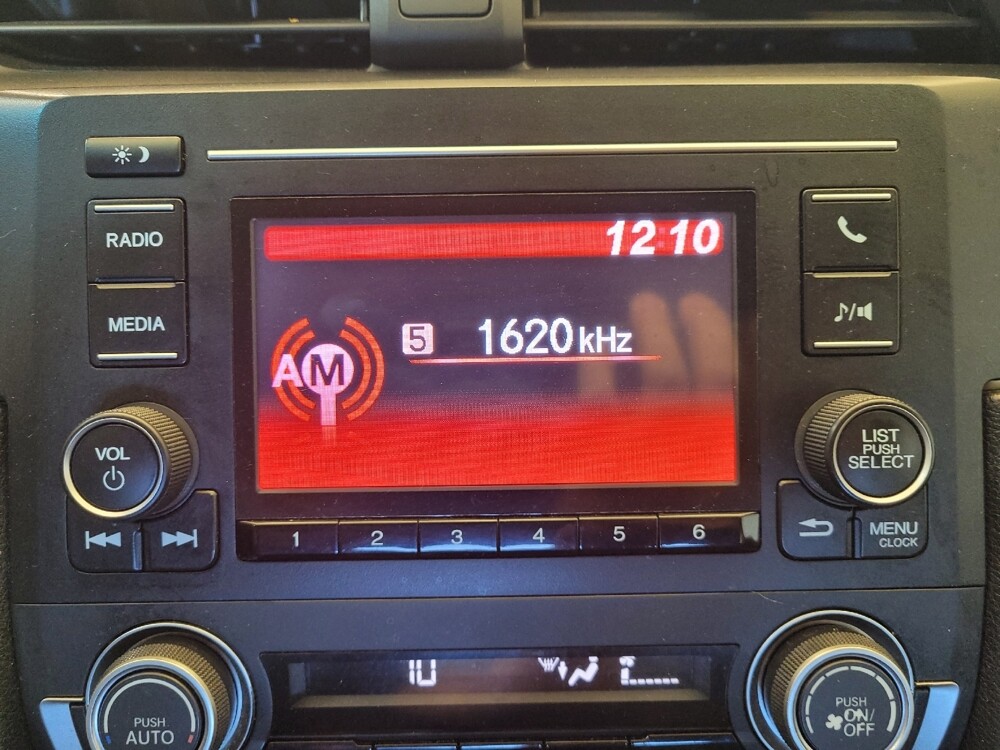 12:10
RADIO
MEDIA
5 1620 kHz
AM
VOL
LIST
PUSH
SELECT
1 2 3 4 5 6
MENU
CLOCK
PUSH
AUTO
PUSH
ON/
OFF